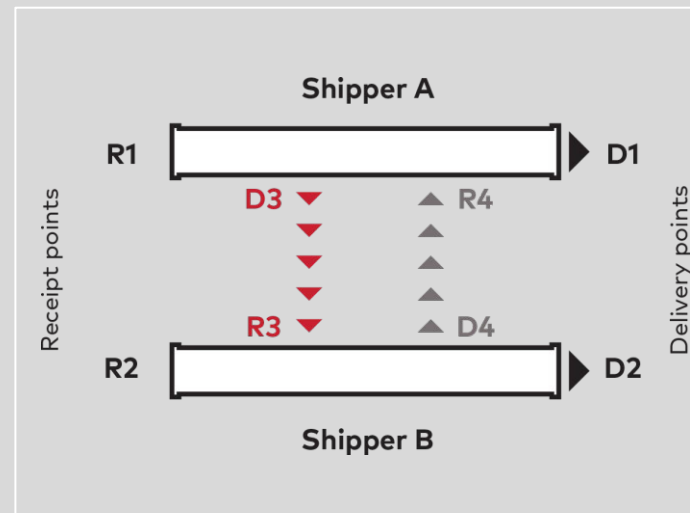 Shipper A
R1
D1
D3
R4
Receipt points
Delivery points
R3
D4
R2
D2
Shipper B